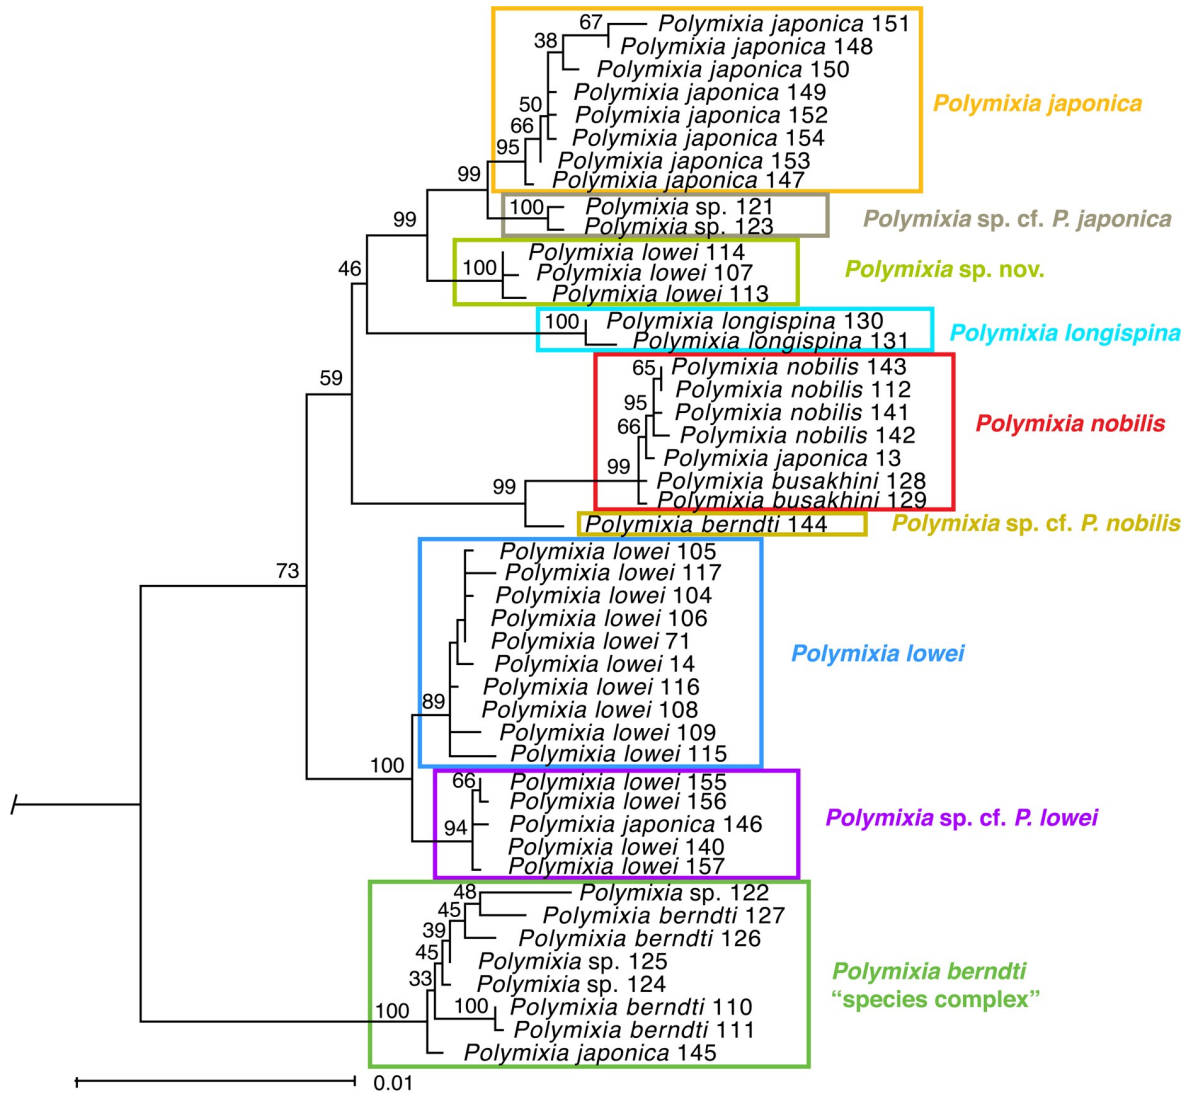 67 Polymixia japonica 151
38 Polymixia japonica 148
Polymixia japonica 150
Polymixia japonica 149
Polymixia japonica
50 Polymixia japonica 152
66 Polymixia japonica 154
95 Polymixia japonica 153
99 Polymixia japonica 147
100 Polymixia sp. 121
Polymixia sp. cf. P. japonica
99 Polymixia sp. 123
Polymixia lowei 114
46 100 Polymixia lowei 107
Polymixia sp. nov.
Polymixia lowei 113
100 Polymixia longispina 130
Polymixia longispina
Polymixia longispina 131
59 65 Polymixia nobilis 143
Polymixia nobilis 112
95 Polymixia nobilis 141
Polymixia nobilis
66 Polymixia nobilis 142
Polymixia japonica 13
99 Polymixia busakhini 128
99 Polymixia busakhini 129
Polymixia berndti 144
Polymixia sp. cf. P. nobilis
Polymixia lowei 105
73 Polymixia lowei 117
Polymixia lowei 104
Polymixia lowei 106
Polymixia lowei 71
Polymixia lowei
Polymixia lowei 14
Polymixia lowei 116
89 Polymixia lowei 108
Polymixia lowei 109
Polymixia lowei 115
100 66 Polymixia lowei 155
Polymixia lowei 156
Polymixia sp. cf. P. lowei
94 Polymixia japonica 146
Polymixia lowei 140
Polymixia lowei 157
48 Polymixia sp. 122
45 Polymixia berndti 127
39 Polymixia berndti 126
45 Polymixia sp. 125
Polymixia berndti
33 Polymixia sp. 124
“species complex”
100 100 Polymixia berndti 110
Polymixia berndti 111
Polymixia japonica 145
0.01